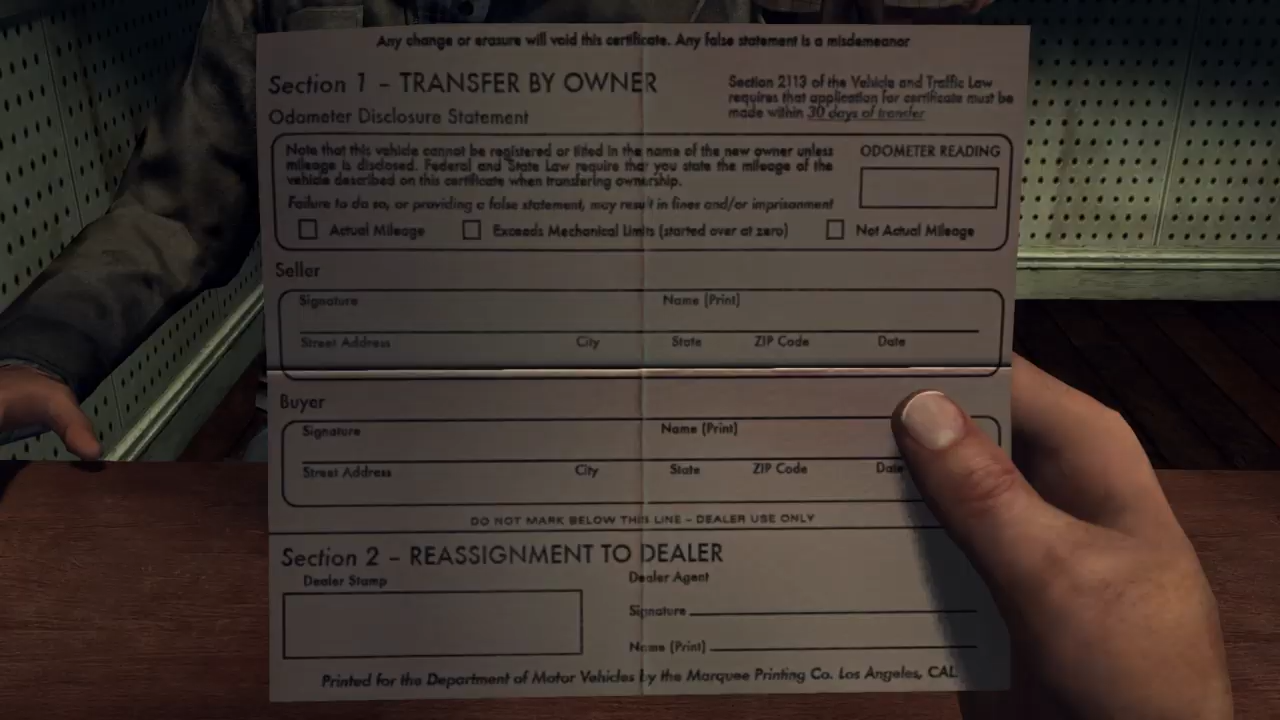 Any change or erasure will void this certificate. Any false statement is a misdemeanor
Section 1 – TRANSFER BY OWNER
Section 2113 of the Vehicle and Traffic Law
requires that application for certificate must be
made within 30 days of transfer
Odometer Disclosure Statement
Note that this vehicle cannot be registered or titled in the name of the new owner unless
mileage is disclosed. Federal and State Law require that you state the mileage of the
vehicle described on this certificate when transfering ownership.
Failure to do so, or providing a false statement, may result in fines and/or imprisonment
ODOMETER READING
Actual Mileage
Exceeds Mechanical Limits (started over at zero)
Not Actual Mileage
Seller
Signature Name (Print)
Street Address City State ZIP Code Date
Buyer
Signature Name (Print)
Street Address City State ZIP Code Date
DO NOT MARK BELOW THIS LINE – DEALER USE ONLY
Section 2 – REASSIGNMENT TO DEALER
Dealer Stamp
Dealer Agent
Signature
Name (Print)
Printed for the Department of Motor Vehicles by the Marquee Printing Co. Los Angeles, CAL